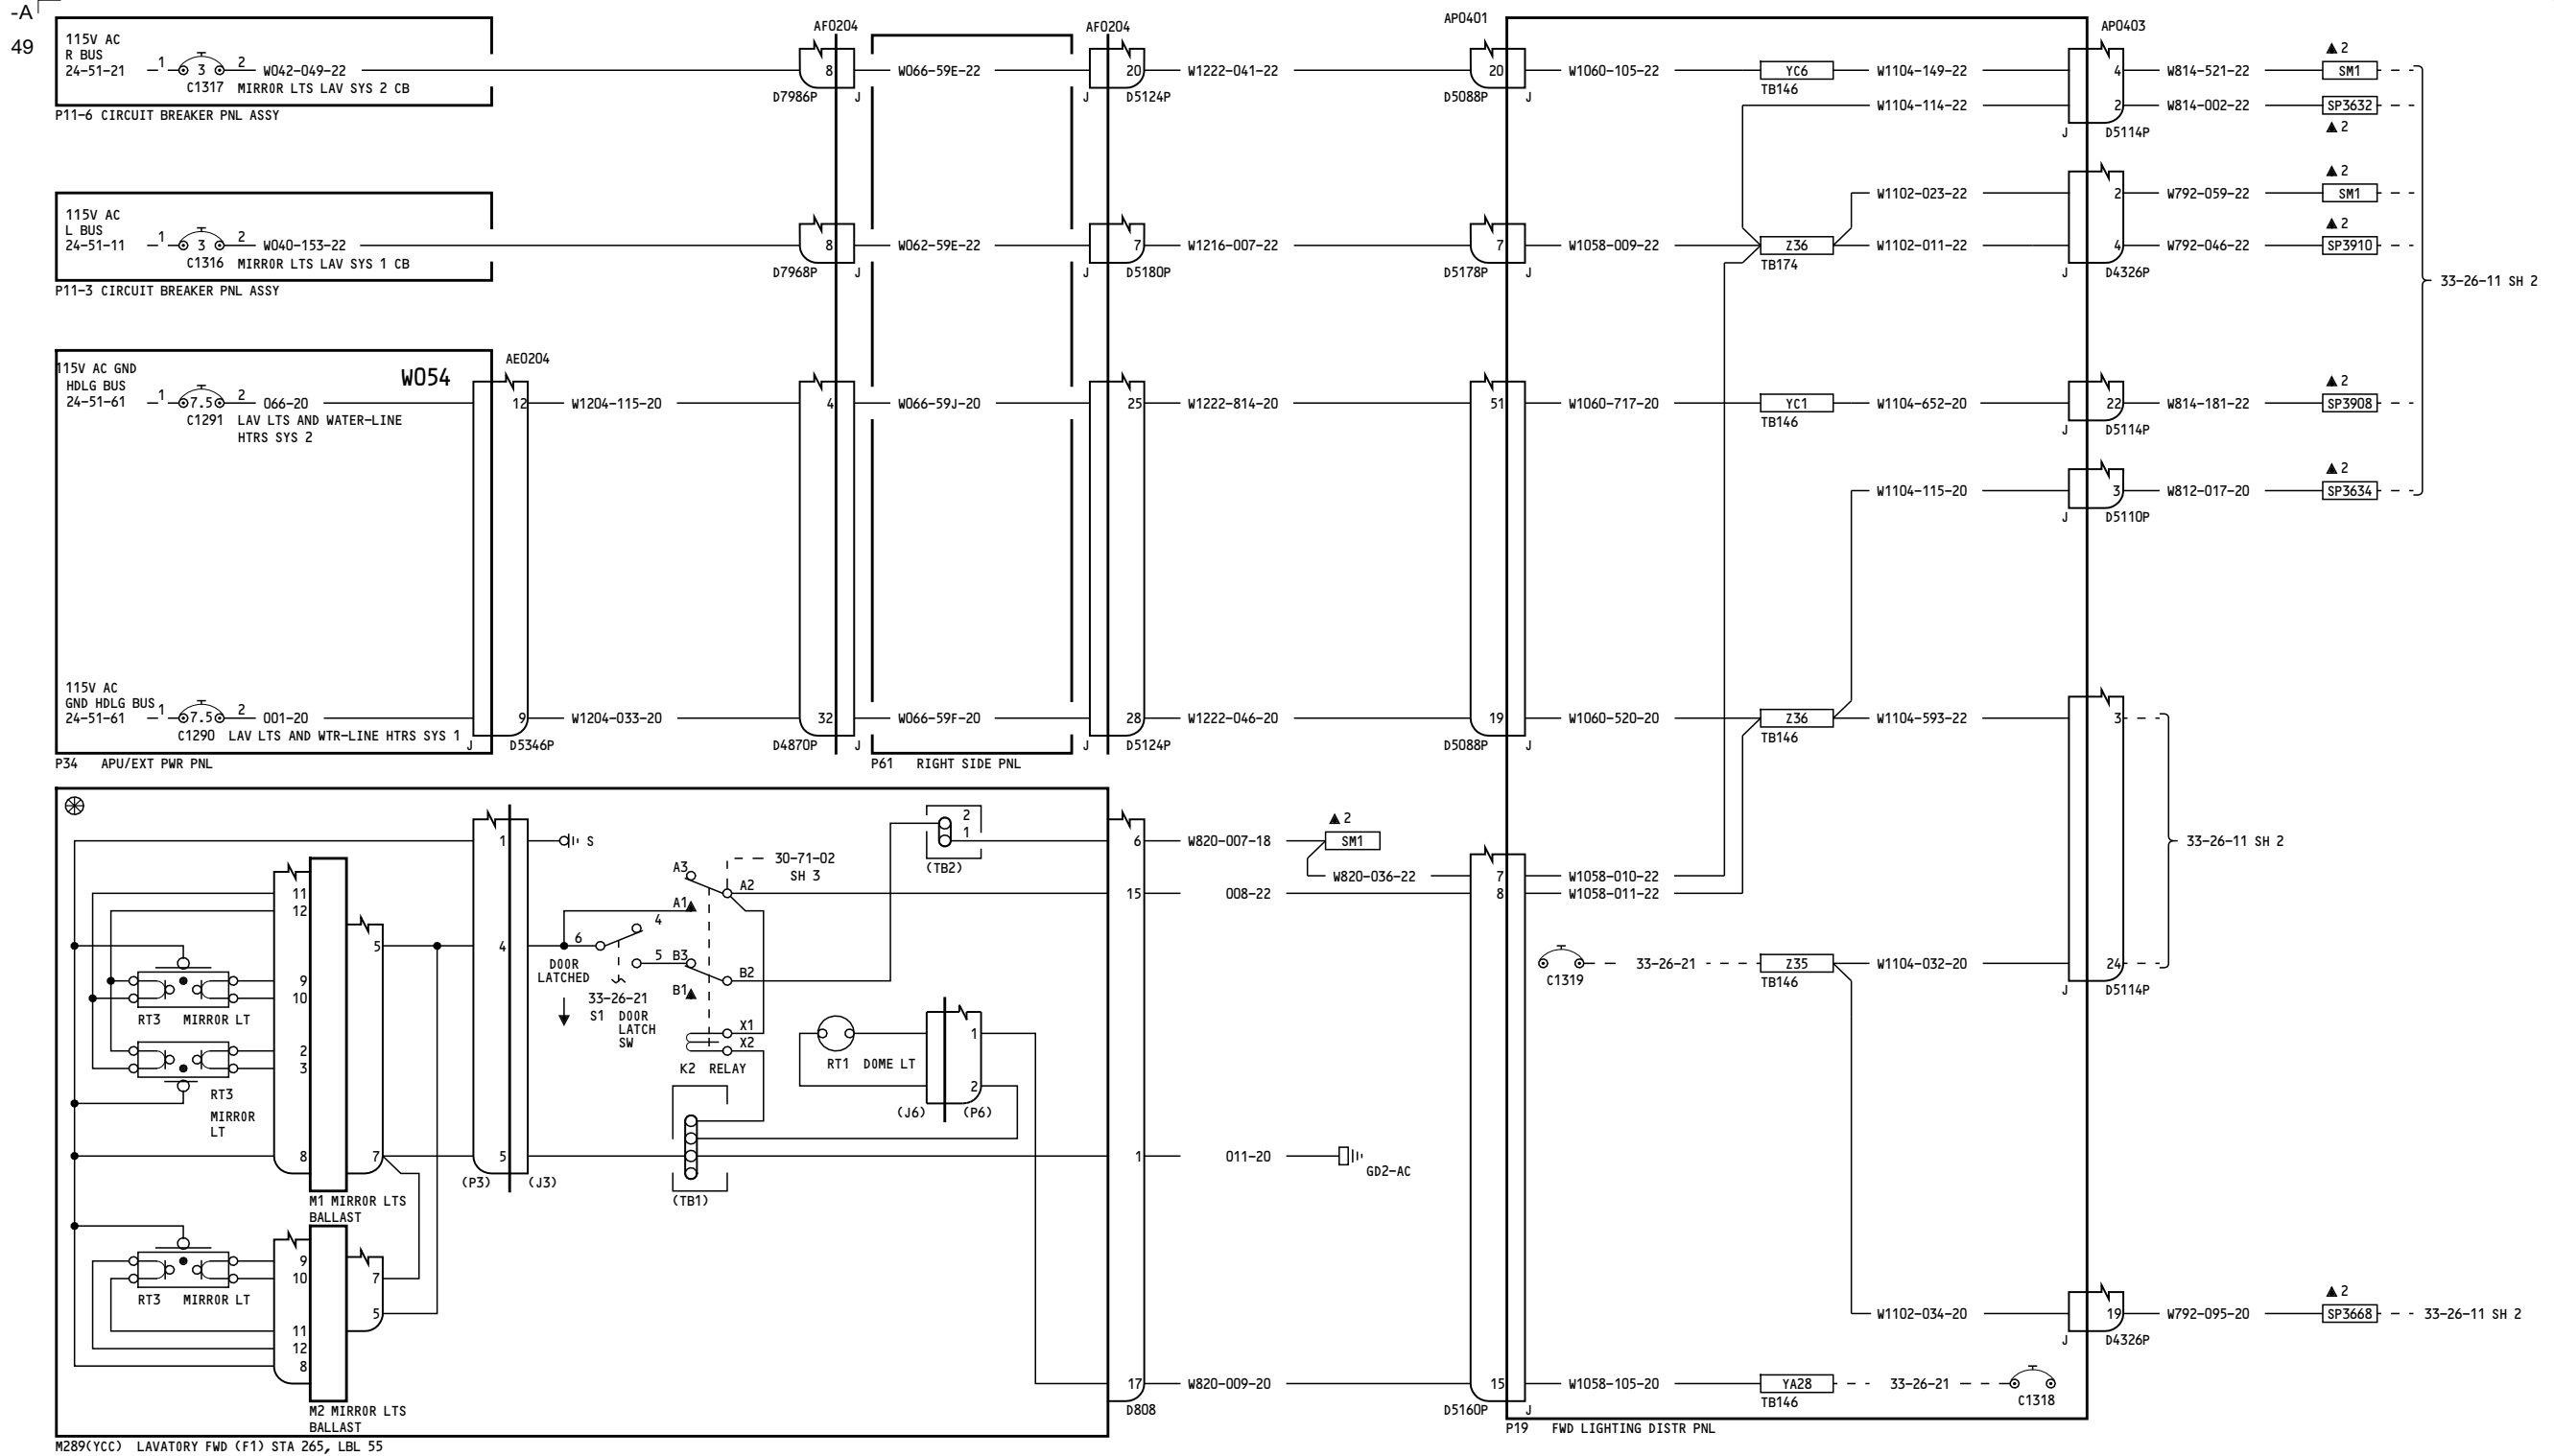 -A
49
115V AC
R BUS
24-51-21
1
3
2
W042-049-22
C1317 MIRROR LTS LAV SYS 2 CB
P11-6 CIRCUIT BREAKER PNL ASSY
AF0204
8
D7986P
J
W066-59E-22
AF0204
20
J
D5124P
W1222-041-22
AP0401
20
D5088P
J
W1060-105-22
YC6
TB146
W1104-149-22
W1104-114-22
AP0403
4
2
J
D5114P
W814-521-22
▲ 2
SM1
W814-002-22
SP3632
▲ 2
115V AC
L BUS
24-51-11
1
3
2
W040-153-22
C1316 MIRROR LTS LAV SYS 1 CB
P11-3 CIRCUIT BREAKER PNL ASSY
8
D7968P
J
W062-59E-22
7
J
D5180P
W1216-007-22
7
D5178P
J
W1058-009-22
Z36
TB174
W1102-023-22
W1102-011-22
2
4
J
D4326P
W792-059-22
▲ 2
SM1
W792-046-22
▲ 2
SP3910
33-26-11 SH 2
115V AC GND
HDLG BUS
24-51-61
1
7.5
2
066-20
C1291 LAV LTS AND WATER-LINE
HTRS SYS 2
W054
AE0204
12
W1204-115-20
4
W066-59J-20
25
W1222-814-20
51
W1060-717-20
YC1
TB146
W1104-652-20
22
J
D5114P
W814-181-22
▲ 2
SP3908
W1104-115-20
3
J
D5110P
W812-017-20
▲ 2
SP3634
115V AC
GND HDLG BUS
24-51-61
1
7.5
2
001-20
C1290 LAV LTS AND WTR-LINE HTRS SYS 1
9
J
D5346P
W1204-033-20
32
D4870P
J
W066-59F-20
28
J
D5124P
W1222-046-20
19
D5088P
J
W1060-520-20
Z36
TB146
W1104-593-22
3
P34 APU/EXT PWR PNL
P61 RIGHT SIDE PNL
33-26-11 SH 2
1
S
11
12
9
10
2
3
8
RT3 MIRROR LT
RT3
MIRROR
LT
5
7
M1 MIRROR LTS
BALLAST
4
5
(P3)
(J3)
6
4
5
DOOR
LATCHED
33-26-21
S1 DOOR
LATCH
SW
A3
A2
A1
B3
B2
B1
30-71-02
SH 3
X1
X2
K2 RELAY
(TB1)
2
1
(TB2)
RT1 DOME LT
1
2
(J6)
(P6)
RT3 MIRROR LT
9
10
11
12
8
7
5
M2 MIRROR LTS
BALLAST
M289(YCC) LAVATORY FWD (F1) STA 265, LBL 55
6
15
1
17
D808
W820-007-18
▲ 2
SM1
W820-036-22
008-22
011-20
GD2-AC
W820-009-20
7
8
15
D5160P
J
W1058-010-22
W1058-011-22
C1319
33-26-21
Z35
TB146
W1104-032-20
24
J
D5114P
W1102-034-20
19
J
D4326P
W792-095-20
▲ 2
SP3668
33-26-11 SH 2
W1058-105-20
YA28
TB146
33-26-21
C1318
P19 FWD LIGHTING DISTR PNL